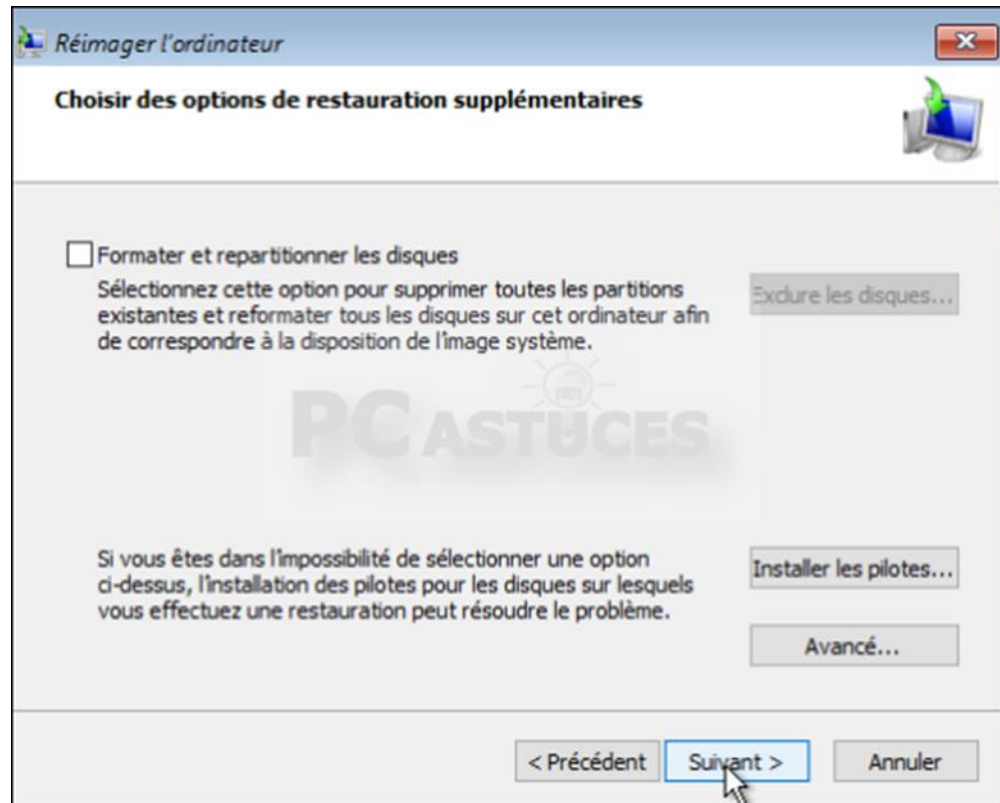 Réimager l'ordinateur
Choisir des options de restauration supplémentaires
Formater et repartitionner les disques
Sélectionnez cette option pour supprimer toutes les partitions
existantes et reformater tous les disques sur cet ordinateur afin
de correspondre à la disposition de l'image système.
Exclure les disques...
PC ASTUCES
Si vous êtes dans l'impossibilité de sélectionner une option
ci-dessus, l'installation des pilotes pour les disques sur lesquels
vous effectuez une restauration peut résoudre le problème.
Installer les pilotes...
Avancé...
< Précédent
Suivant >
Annuler